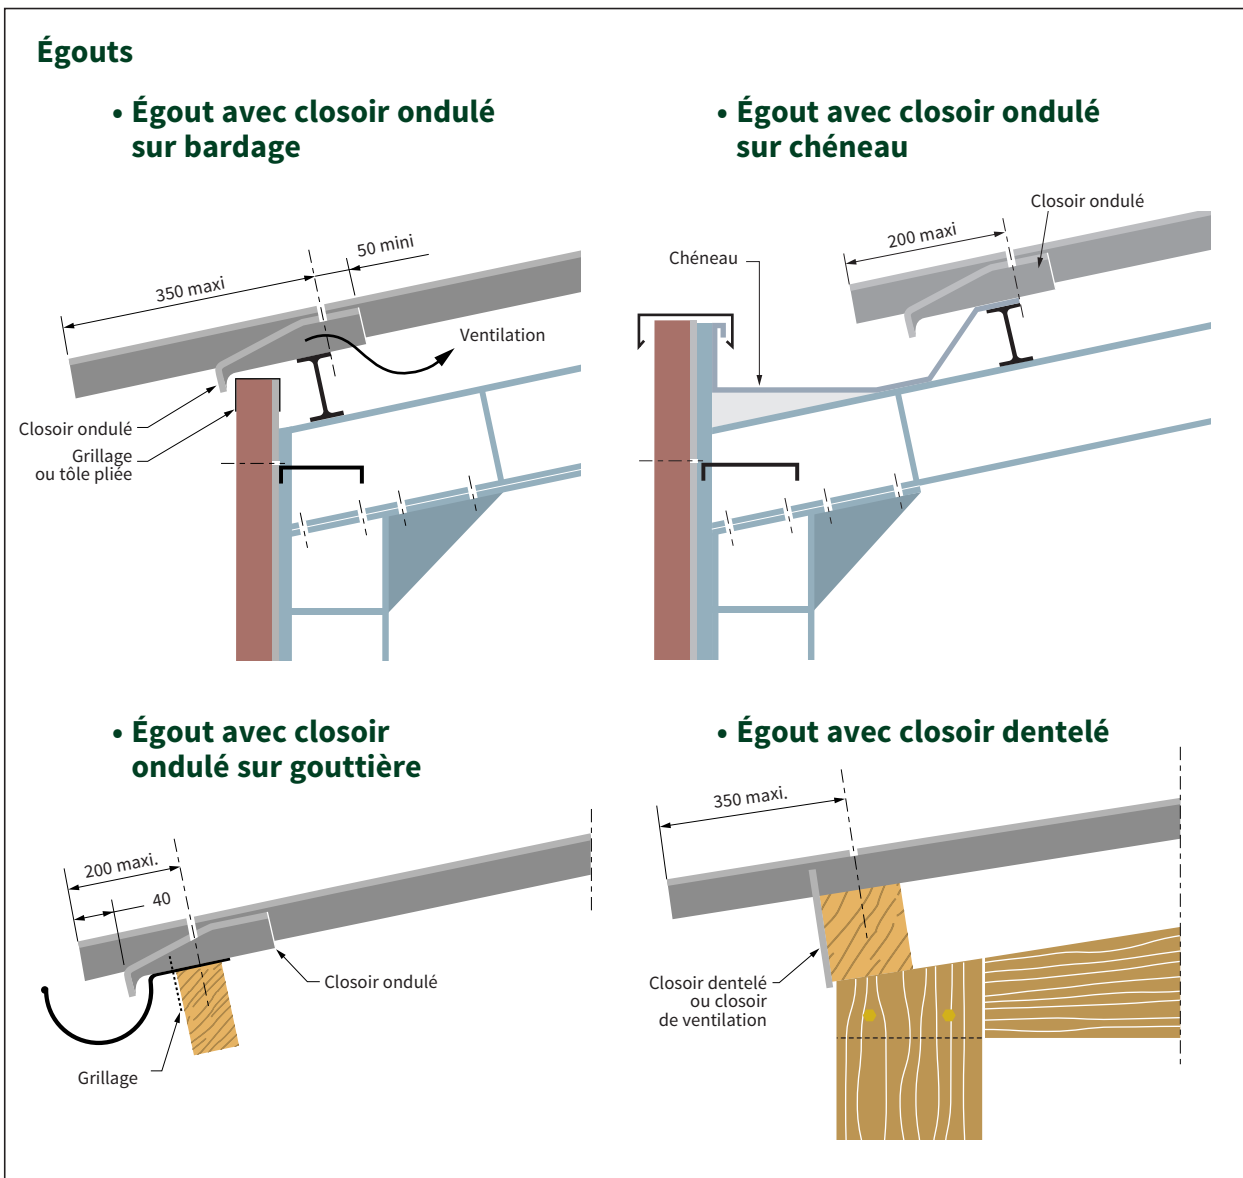 Égouts
• Égout avec closoir ondulé
sur bardage
350 maxi
50 mini
Ventilation
Closoir ondulé
Grillage
ou tôle pliée
• Égout avec closoir ondulé
sur chéneau
Closoir ondulé
200 maxi
Chéneau
• Égout avec closoir
ondulé sur gouttière
200 maxi.
40
Closoir ondulé
Grillage
• Égout avec closoir dentelé
350 maxi.
Closoir dentelé
ou closoir
de ventilation